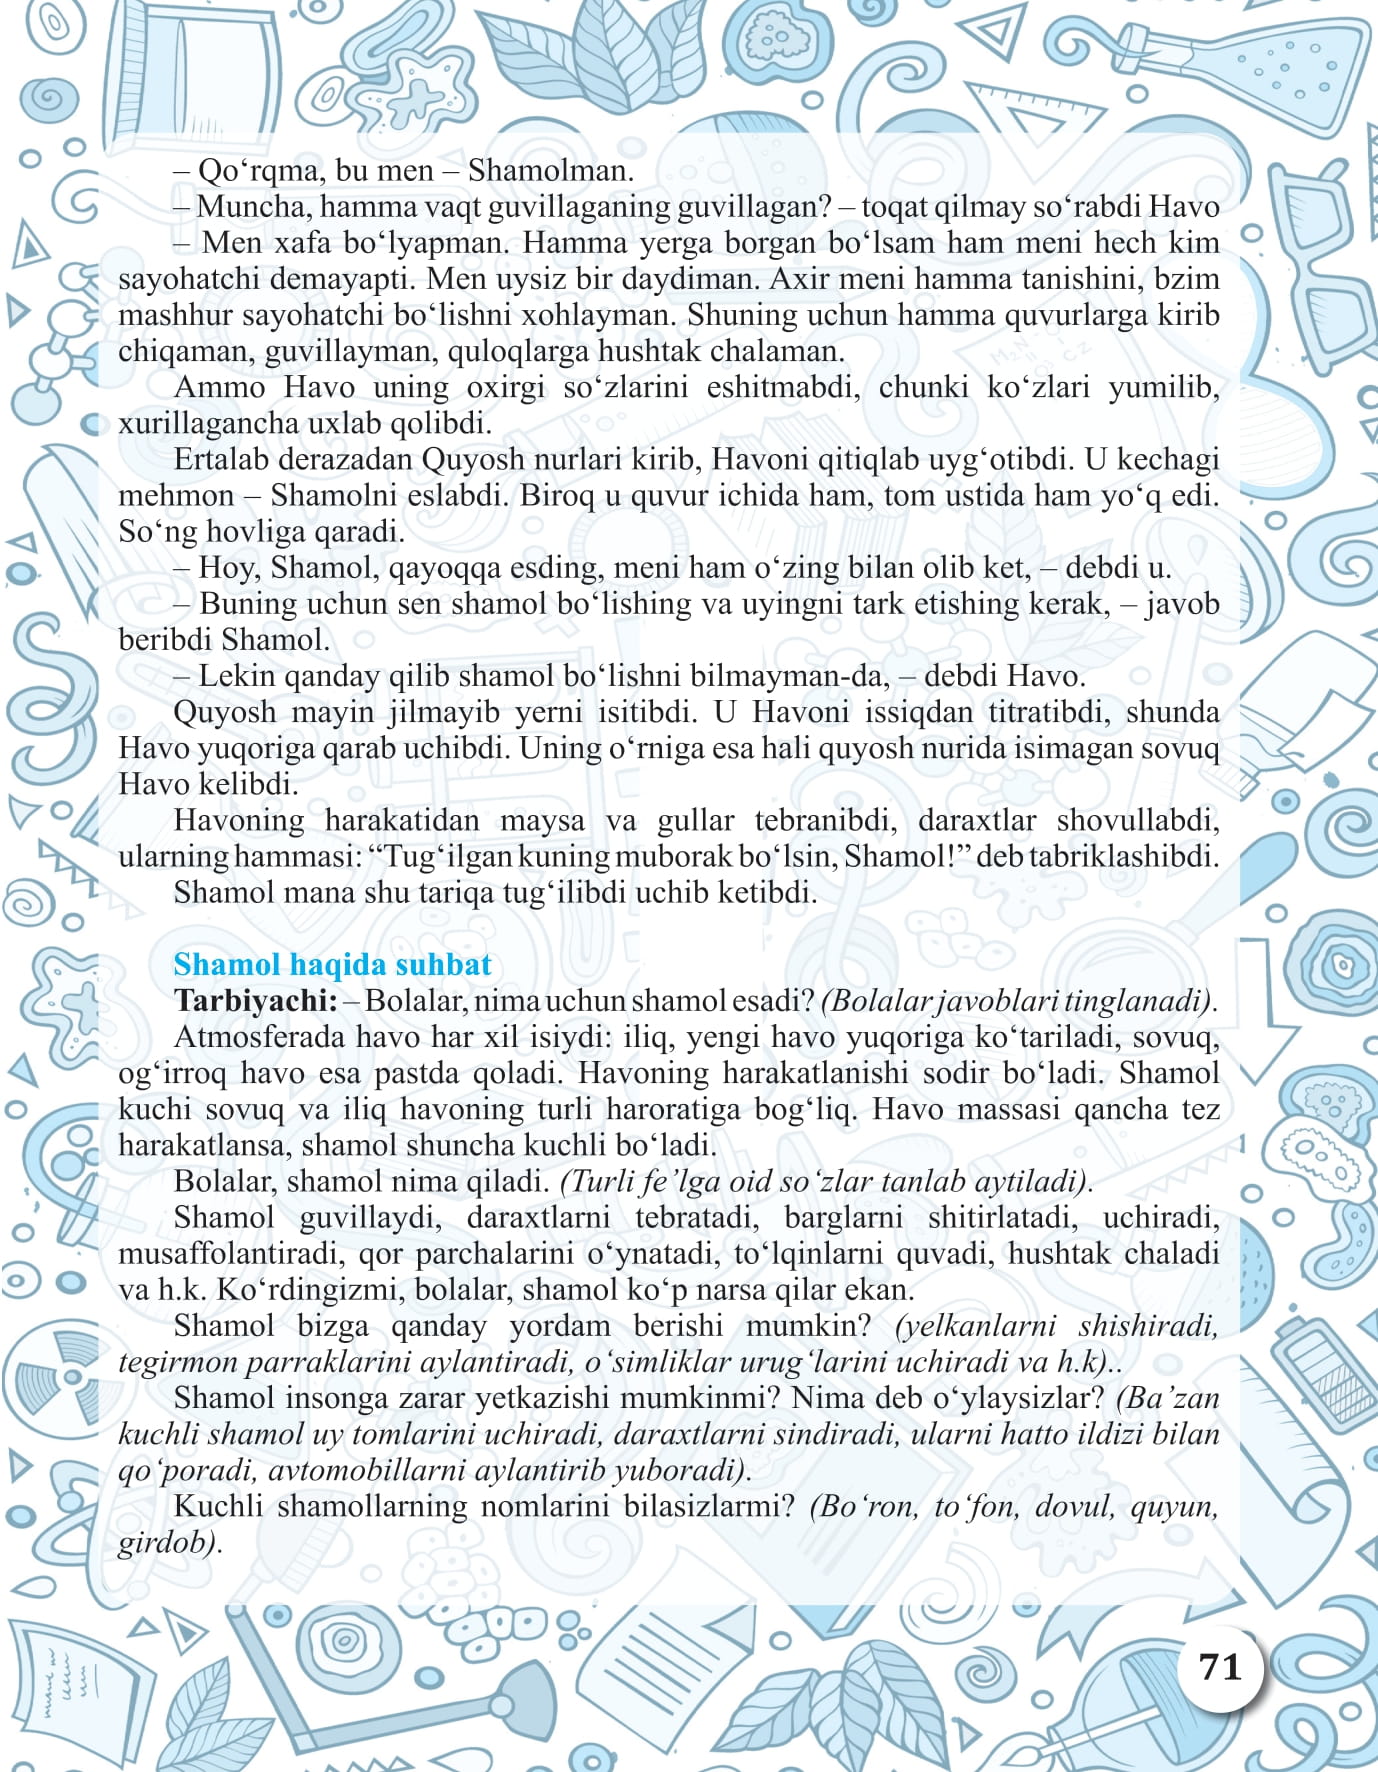 – Qo‘rqma, bu men – Shamolman.
– Muncha, hamma vaqt guvillaganing guvillagan? – toqat qilmay so‘rabdi Havo
– Men xafa bo‘lyapman. Hamma yerga borgan bo‘lsam ham meni hech kim
sayohatchi demayapti. Men uysiz bir daydiman. Axir meni hamma tanishini, bzim
mashhur sayohatchi bo‘lishni xohlayman. Shuning uchun hamma quvurlarga kirib
chiqaman, guvillayman, quloqlarga hushtak chalaman.
Ammo Havo uning oxirgi so‘zlarini eshitmabdi, chunki ko‘zlari yumilib,
xurillagancha uxlab qolibdi.
Ertalab derazadan Quyosh nurlari kirib, Havoni qitiqlab uyg‘otibdi. U kechagi
mehmon – Shamolni eslabdi. Biroq u quvur ichida ham, tom ustida ham yo‘q edi.
So‘ng hovliga qaradi.
– Hoy, Shamol, qayoqqa esding, meni ham o‘zing bilan olib ket, – debdi u.
– Buning uchun sen shamol bo‘lishing va uyingni tark etishing kerak, – javob
beribdi Shamol.
– Lekin qanday qilib shamol bo‘lishni bilmayman-da, – debdi Havo.
Quyosh mayin jilmayib yerni isitibdi. U Havoni issiqdan titratibdi, shunda
Havo yuqoriga qarab uchibdi. Uning o‘rniga esa hali quyosh nurida isimagan sovuq
Havo kelibdi.
Havoning harakatidan maysa va gullar tebranibdi, daraxtlar shovullabdi,
ularning hammasi: “Tug‘ilgan kuning muborak bo‘lsin, Shamol!” deb tabriklashibdi.
Shamol mana shu tariqa tug‘ilibdi uchib ketibdi.
Shamol haqida suhbat
Tarbiyachi: – Bolalar, nima uchun shamol esadi? (Bolalar javoblari tinglanadi).
Atmosferada havo har xil isiydi: iliq, yengi havo yuqoriga ko‘tariladi, sovuq,
og‘irroq havo esa pastda qoladi. Havoning harakatlanishi sodir bo‘ladi. Shamol
kuchi sovuq va iliq havoning turli haroratiga bog‘liq. Havo massasi qancha tez
harakatlansa, shamol shuncha kuchli bo‘ladi.
Bolalar, shamol nima qiladi. (Turli fe’lga oid so‘zlar tanlab aytiladi).
Shamol guvillaydi, daraxtlarni tebratadi, barglarni shitirlatadi, uchiradi,
musaffolantiradi, qor parchalarini o‘ynatadi, to‘lqinlarni quvadi, hushtak chaladi
va h.k. Ko‘rdingizmi, bolalar, shamol ko‘p narsa qilar ekan.
Shamol bizga qanday yordam berishi mumkin? (yelkanlarni shishiradi,
tegirmon parraklarini aylantiradi, o‘simliklar urug‘larini uchiradi va h.k)..
Shamol insonga zarar yetkazishi mumkinmi? Nima deb o‘ylaysizlar? (Ba’zan
kuchli shamol uy tomlarini uchiradi, daraxtlarni sindiradi, ularni hatto ildizi bilan
qo‘poradi, avtomobillarni aylantirib yuboradi).
Kuchli shamollarning nomlarini bilasizlarmi? (Bo‘ron, to‘fon, dovul, quyun,
girdob).
71